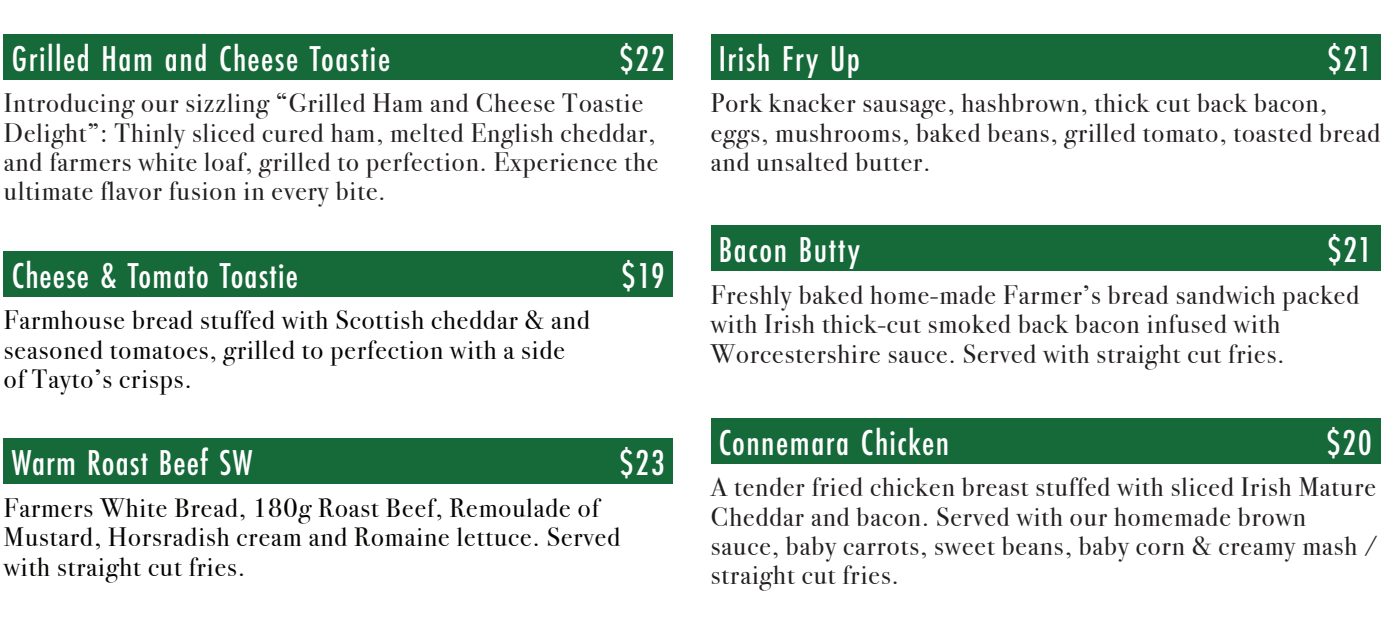 Grilled Ham and Cheese Toastie $22
Introducing our sizzling “Grilled Ham and Cheese Toastie
Delight”: Thinly sliced cured ham, melted English cheddar,
and farmers white loaf, grilled to perfection. Experience the
ultimate flavor fusion in every bite.
Cheese & Tomato Toastie $19
Farmhouse bread stuffed with Scottish cheddar & and
seasoned tomatoes, grilled to perfection with a side
of Tayto’s crisps.
Warm Roast Beef SW $23
Farmers White Bread, 180g Roast Beef, Remoulade of
Mustard, Horsradish cream and Romaine lettuce. Served
with straight cut fries.
Irish Fry Up $21
Pork knacker sausage, hashbrown, thick cut back bacon,
eggs, mushrooms, baked beans, grilled tomato, toasted bread
and unsalted butter.
Bacon Butty $21
Freshly baked home-made Farmer’s bread sandwich packed
with Irish thick-cut smoked back bacon infused with
Worcestershire sauce. Served with straight cut fries.
Connemara Chicken $20
A tender fried chicken breast stuffed with sliced Irish Mature
Cheddar and bacon. Served with our homemade brown
sauce, baby carrots, sweet beans, baby corn & creamy mash /
straight cut fries.